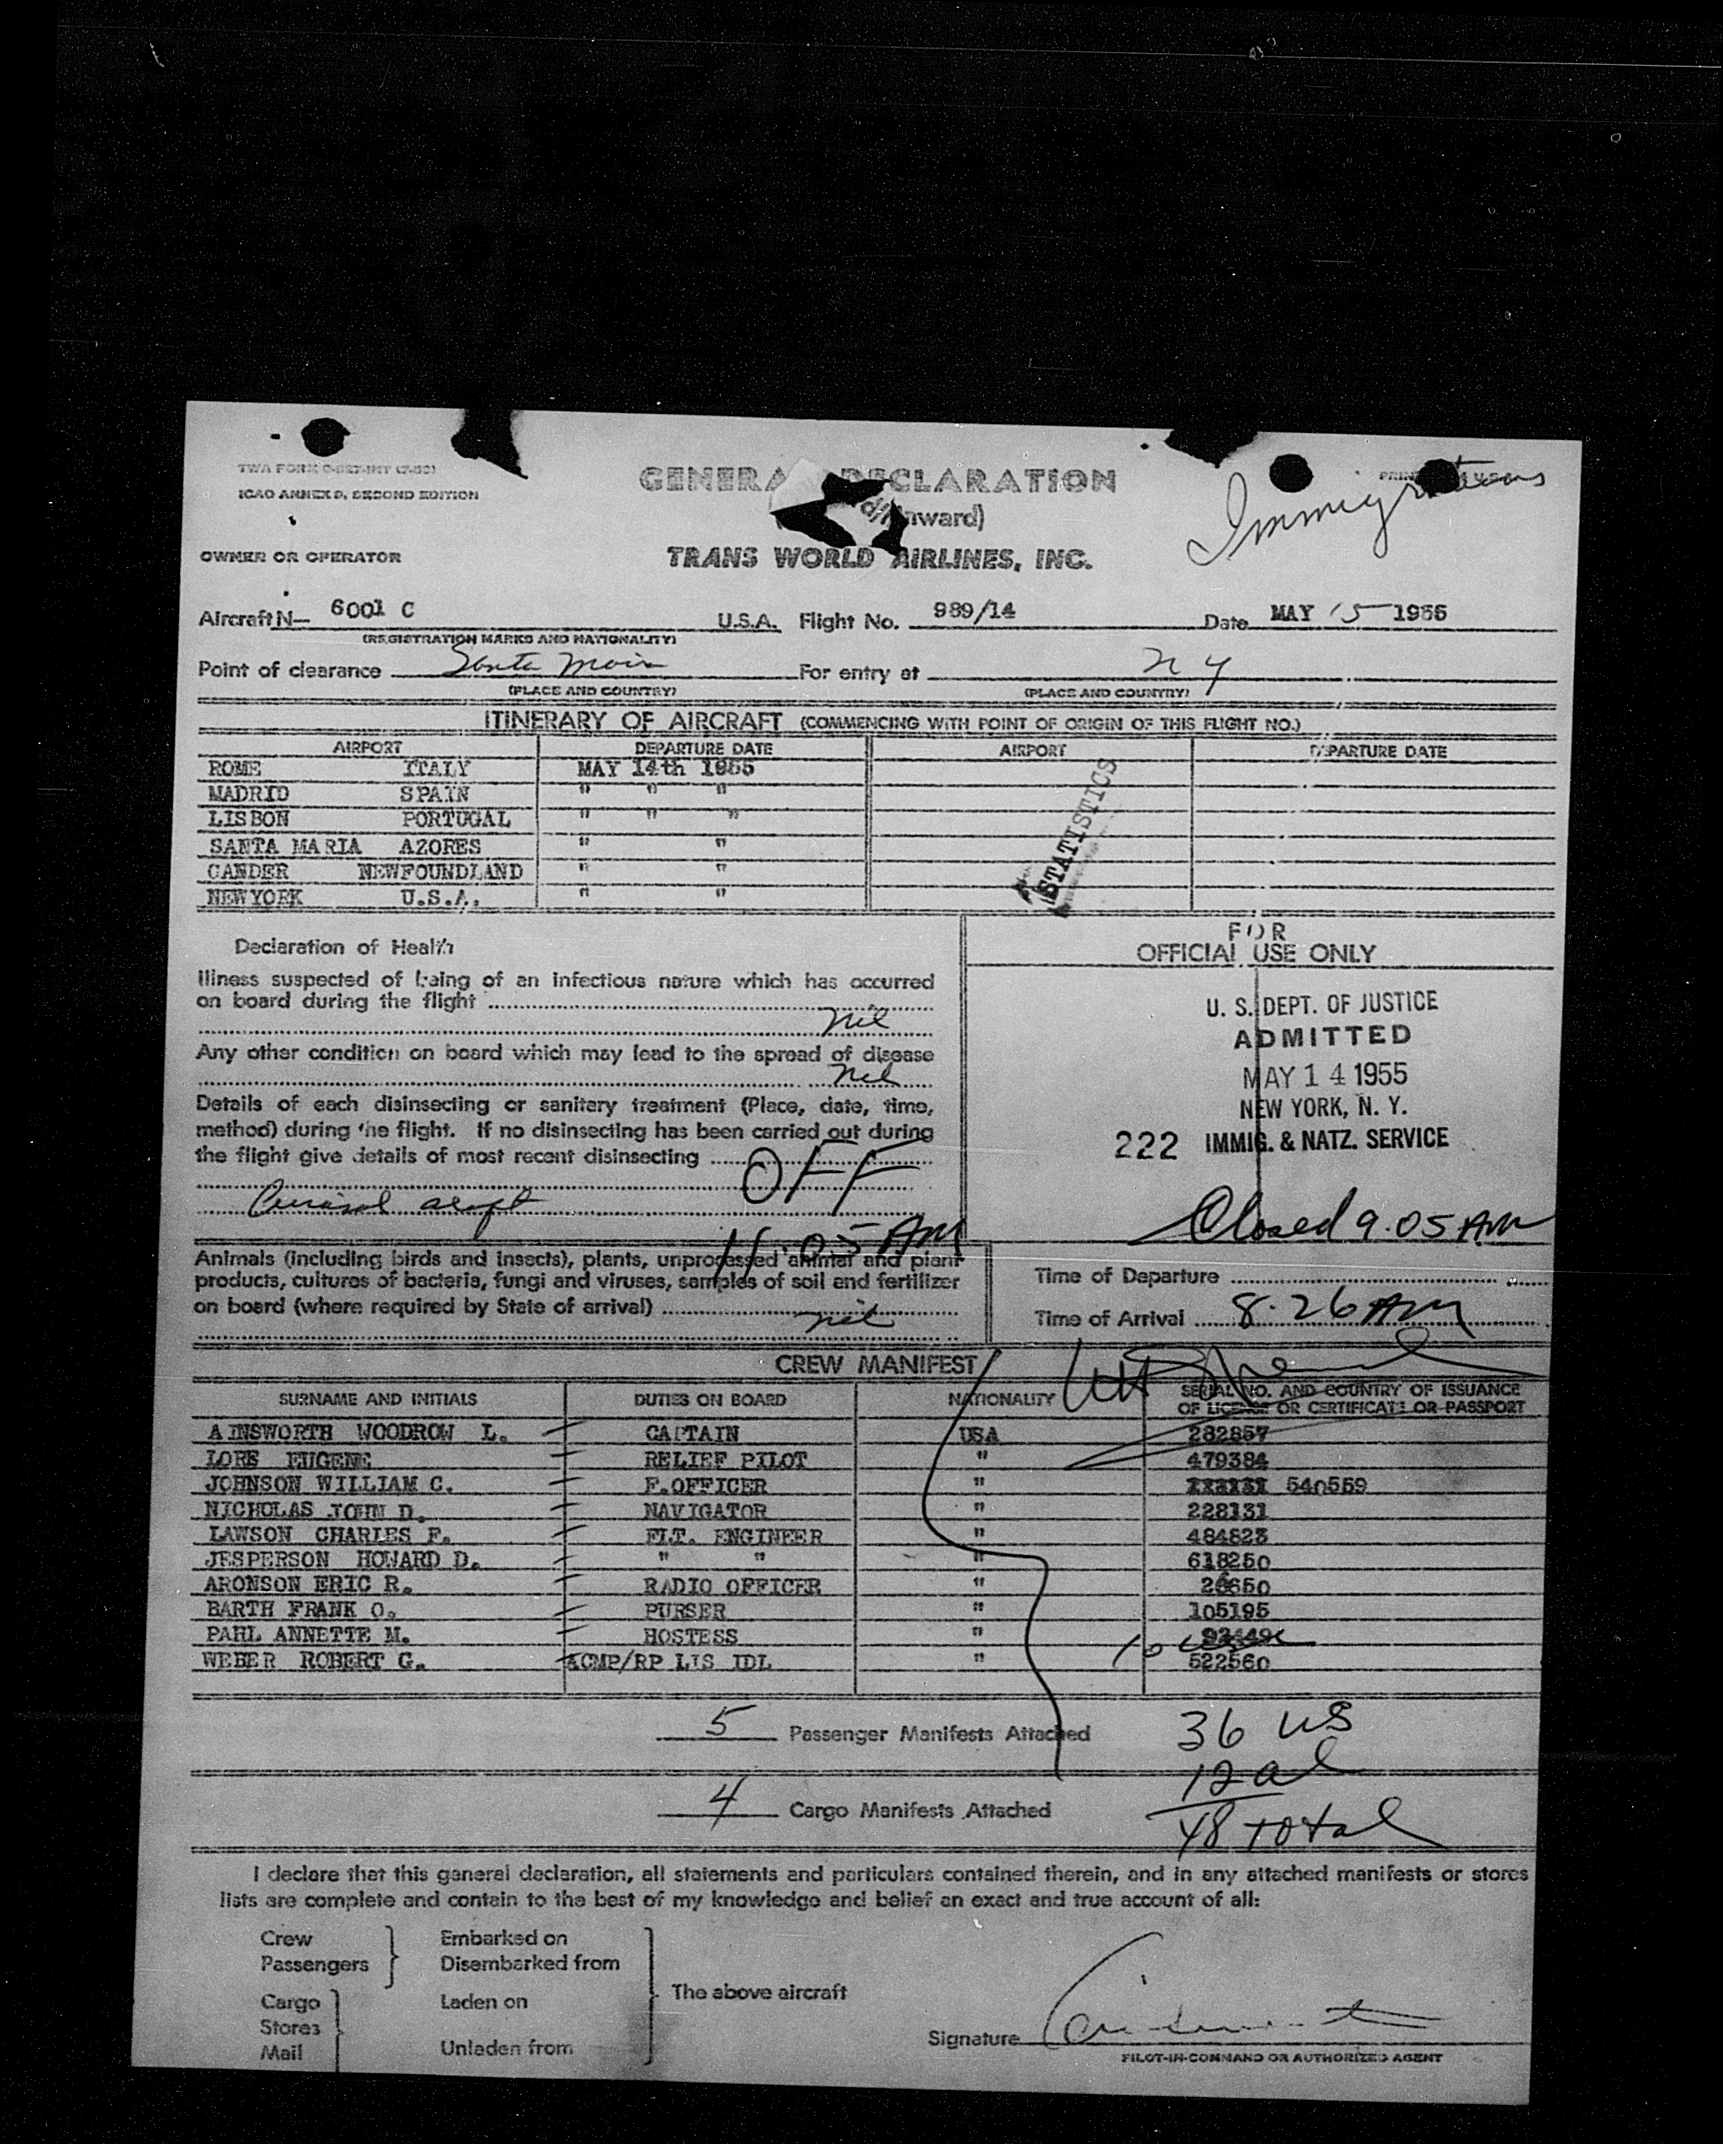 TWA FORM
ICAO ANNEX 9, SECOND EDITION
GENERAL DECLARATION
Immigrations
(Inward)
OWNER OR OPERATOR
TRANS WORLD AIRLINES, INC.
Aircraft N— 6001 C U.S.A. Flight No. 989/14 Date MAY 15 1955
(REGISTRATION MARKS AND NATIONALITY)
Point of clearance For entry at N Y
(PLACE AND COUNTRY) (PLACE AND COUNTRY)
ITINERARY OF AIRCRAFT (COMMENCING WITH POINT OF ORIGIN OF THIS FLIGHT NO.)
AIRPORT DEPARTURE DATE AIRPORT DEPARTURE DATE
ROME ITALY MAY 14th 1955
MADRID SPAIN " " "
LISBON PORTUGAL " " "
SANTA MARIA AZORES " "
GANDER NEWFOUNDLAND " "
NEW YORK U.S.A. " "
STATISTICS
Declaration of Health
Illness suspected of being of an infectious nature which has occurred
on board during the flight
nil
Any other condition on board which may lead to the spread of disease
nil
Details of each disinsecting or sanitary treatment (Place, date, time,
method) during the flight. If no disinsecting has been carried out during
the flight give details of most recent disinsecting
OFF
11.05 AM
Animals (including birds and insects), plants, unprocessed animal and plant
products, cultures of bacteria, fungi and viruses, samples of soil and fertilizer
on board (where required by State of arrival)
nil
FOR
OFFICIAL USE ONLY
U. S. DEPT. OF JUSTICE
ADMITTED
MAY 14 1955
NEW YORK, N. Y.
222 IMMIG. & NATZ. SERVICE
Closed 9.05 AM
Time of Departure
Time of Arrival 8.26 AM
CREW MANIFEST
SURNAME AND INITIALS DUTIES ON BOARD NATIONALITY SERIAL NO. AND COUNTRY OF ISSUANCE
OF LICENSE OR CERTIFICATE OR PASSPORT
AINSWORTH WOODROW L. CAPTAIN USA 282857
LORE EUGENE RELIEF PILOT " 479384
JOHNSON WILLIAM C. F.OFFICER " 540559
NICHOLAS JOHN D. NAVIGATOR " 228131
LAWSON CHARLES F. FLT. ENGINEER " 484823
JESPERSON HOWARD D. " " " 618250
ARONSON ERIC R. RADIO OFFICER " 26650
BARTH FRANK O. PURSER " 105195
PAHL ANNETTE M. HOSTESS "
WEBER ROBERT G. ACMP/RP LIS IDL " 522560
5 Passenger Manifests Attached 36 US
12 al
4 Cargo Manifests Attached
48 total
I declare that this general declaration, all statements and particulars contained therein, and in any attached manifests or stores
lists are complete and contain to the best of my knowledge and belief an exact and true account of all:
Crew Embarked on
Passengers Disembarked from
The above aircraft
Cargo Laden on
Stores
Mail Unladen from
Signature
PILOT-IN-COMMAND OR AUTHORIZED AGENT